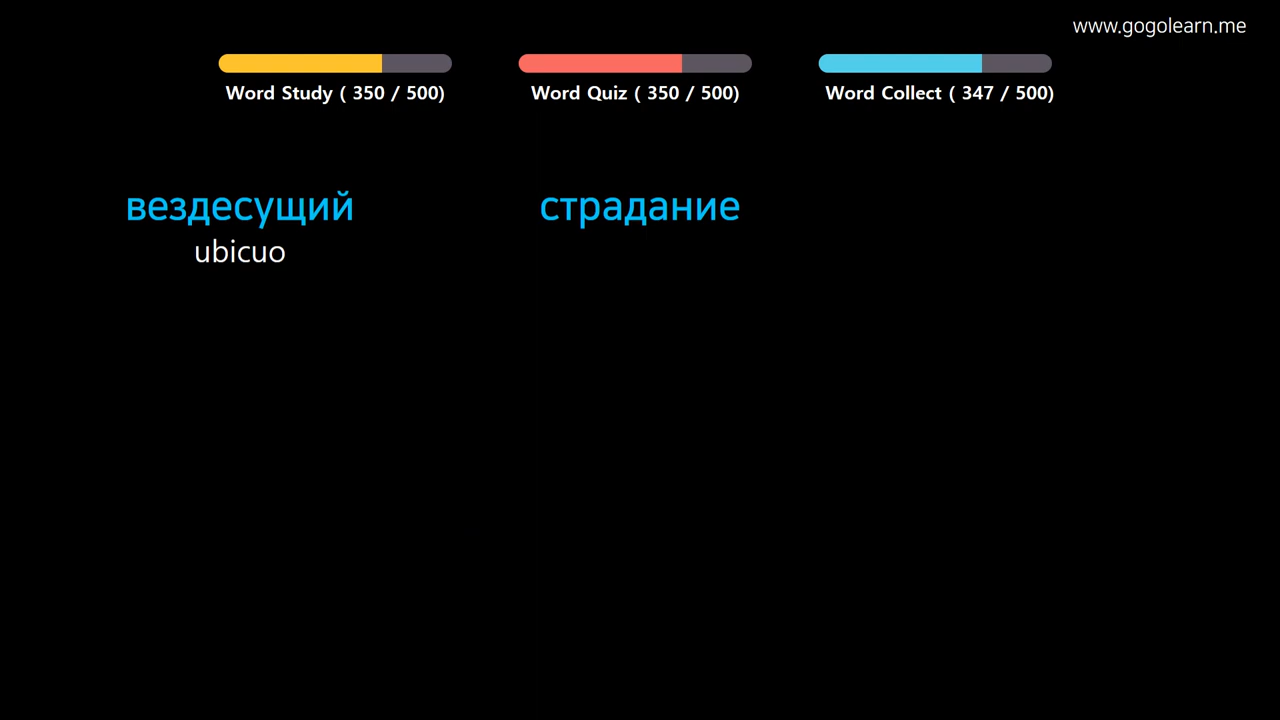 www.gogolearn.me
Word Study ( 350 / 500)
Word Quiz ( 350 / 500)
Word Collect ( 347 / 500)
вездесущий
ubicuo
страдание